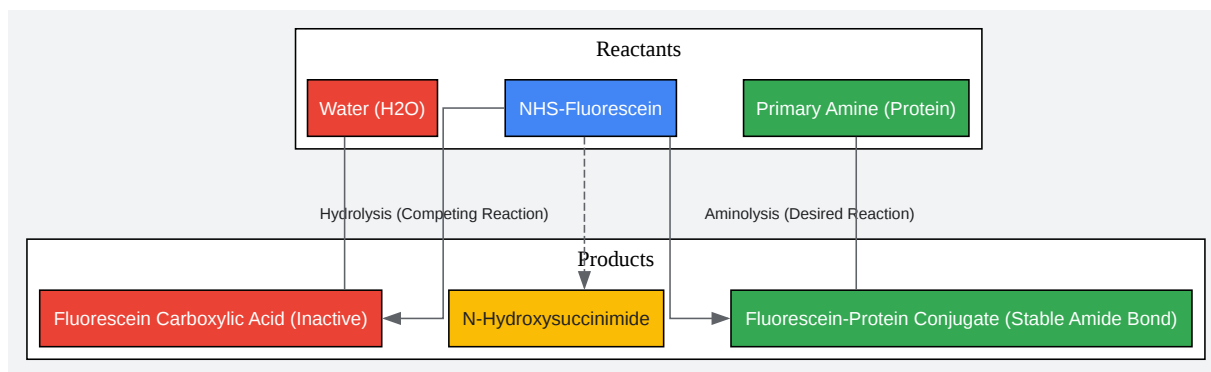 Reactants
Water (H2O)
NHS-Fluorescein
Primary Amine (Protein)
Hydrolysis (Competing Reaction)
Aminolysis (Desired Reaction)
Products
Fluorescein Carboxylic Acid (Inactive)
N-Hydroxysuccinimide
Fluorescein-Protein Conjugate (Stable Amide Bond)